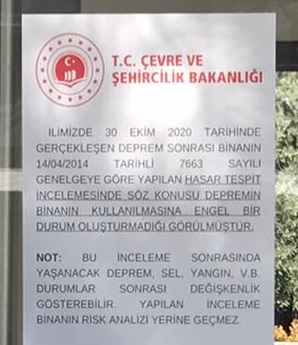 T.C. ÇEVRE VE
ŞEHİRCİLİK BAKANLIĞI
İLİMİZDE 30 EKİM 2020 TARİHİNDE
GERÇEKLEŞEN DEPREM SONRASI BİNANIN
14/04/2014 TARİHLİ 7663 SAYILI
GENELGEYE GÖRE YAPILAN HASAR TESPİT
İNCELEMESİNDE SÖZ KONUSU DEPREMİN
BİNANIN KULLANILMASINA ENGEL BİR
DURUM OLUŞTURMADIĞI GÖRÜLMÜŞTÜR.
NOT: BU İNCELEME SONRASINDA
YAŞANACAK DEPREM, SEL, YANGIN, V.B.
DURUMLAR SONRASI DEĞİŞKENLİK
GÖSTEREBİLİR. YAPILAN İNCELEME
BİNANIN RİSK ANALİZİ YERİNE GEÇMEZ.